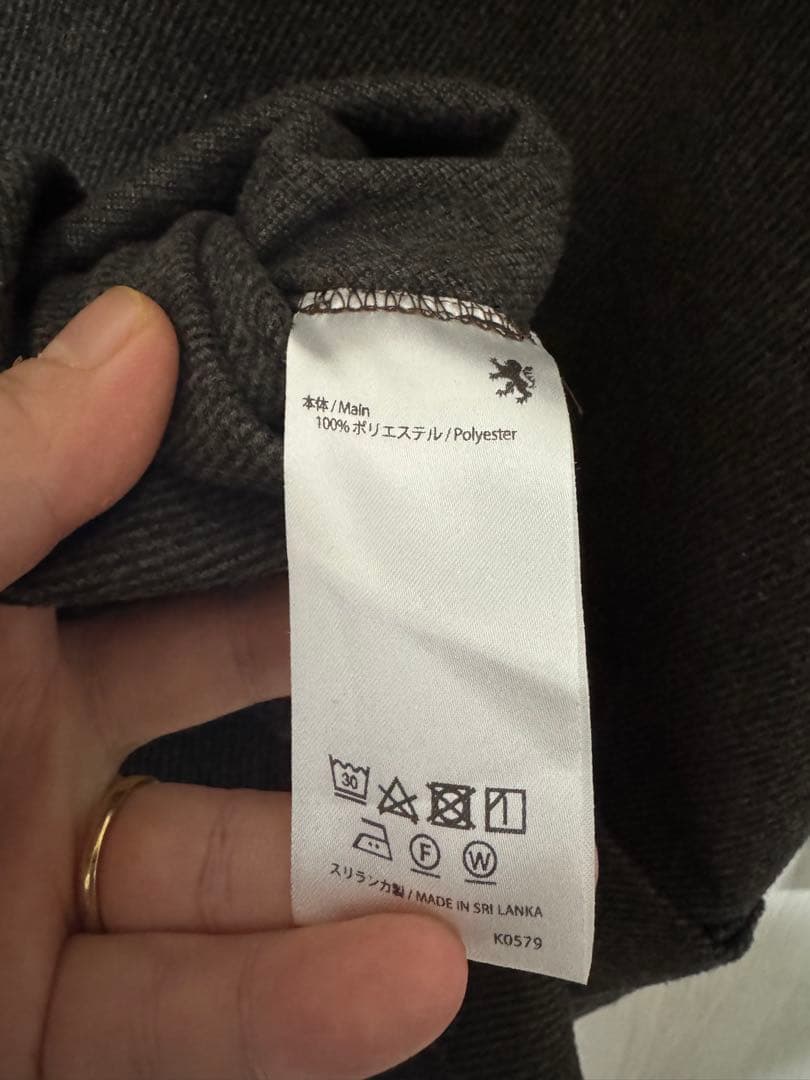 本体/Main
100%ポリエステル/Polyester
30
F W
スリランカ製/MADE IN SRI LANKA
K0579